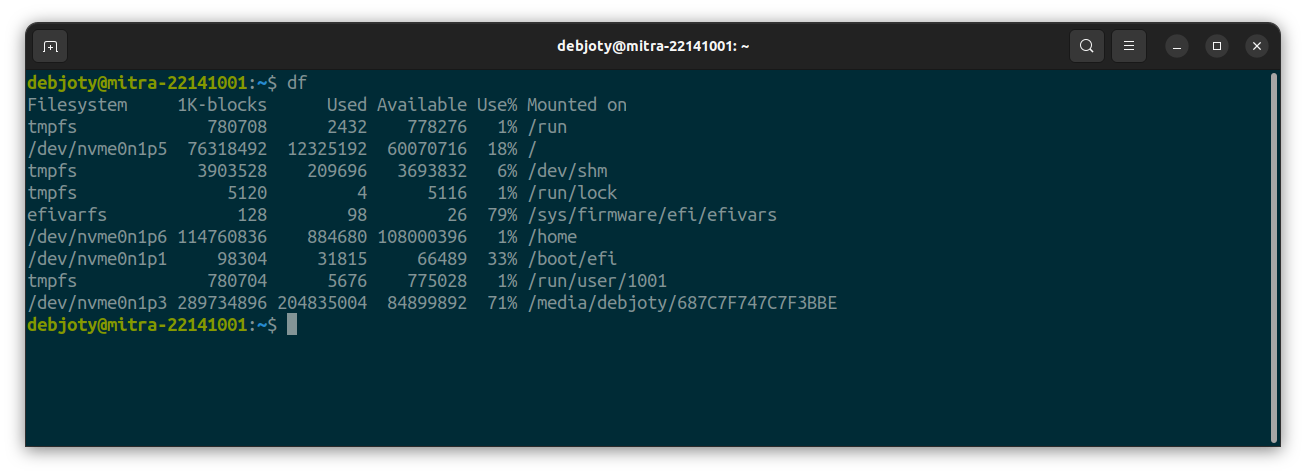 debjoty@mitra-22141001: ~
debjoty@mitra-22141001:~$ df
Filesystem     1K-blocks      Used Available Use% Mounted on
tmpfs             780708      2432    778276   1% /run
/dev/nvme0n1p5  76318492  12325192  60070716  18% /
tmpfs            3903528    209696   3693832   6% /dev/shm
tmpfs               5120         4      5116   1% /run/lock
efivarfs             128        98        26  79% /sys/firmware/efi/efivars
/dev/nvme0n1p6 114760836    884680 108000396   1% /home
/dev/nvme0n1p1     98304     31815     66489  33% /boot/efi
tmpfs             780704      5676    775028   1% /run/user/1001
/dev/nvme0n1p3 289734896 204835004  84899892  71% /media/debjoty/687C7F747C7F3BBE
debjoty@mitra-22141001:~$